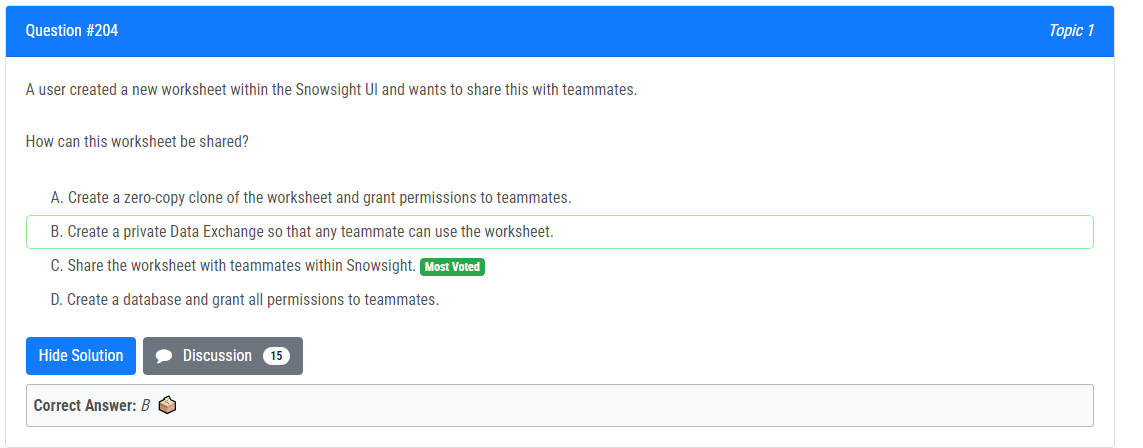 Question #204
Topic 1
A user created a new worksheet within the Snowsight UI and wants to share this with teammates.
How can this worksheet be shared?
A. Create a zero-copy clone of the worksheet and grant permissions to teammates.
B. Create a private Data Exchange so that any teammate can use the worksheet.
C. Share the worksheet with teammates within Snowsight. Most Voted
D. Create a database and grant all permissions to teammates.
Hide Solution Discussion 15
Correct Answer: B